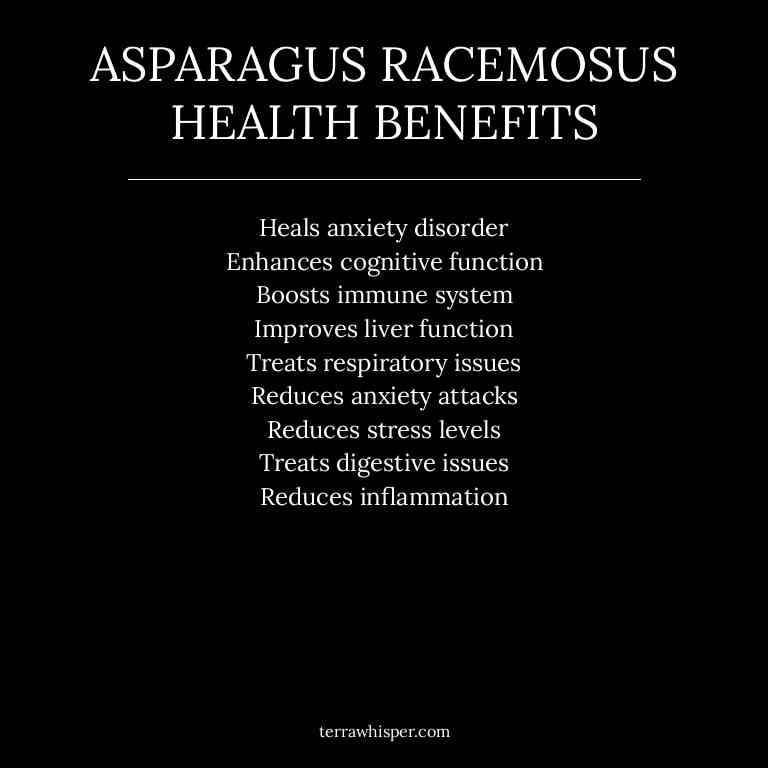 ASPARAGUS RACEMOSUS
HEALTH BENEFITS
Heals anxiety disorder
Enhances cognitive function
Boosts immune system
Improves liver function
Treats respiratory issues
Reduces anxiety attacks
Reduces stress levels
Treats digestive issues
Reduces inflammation
terrawhisper.com